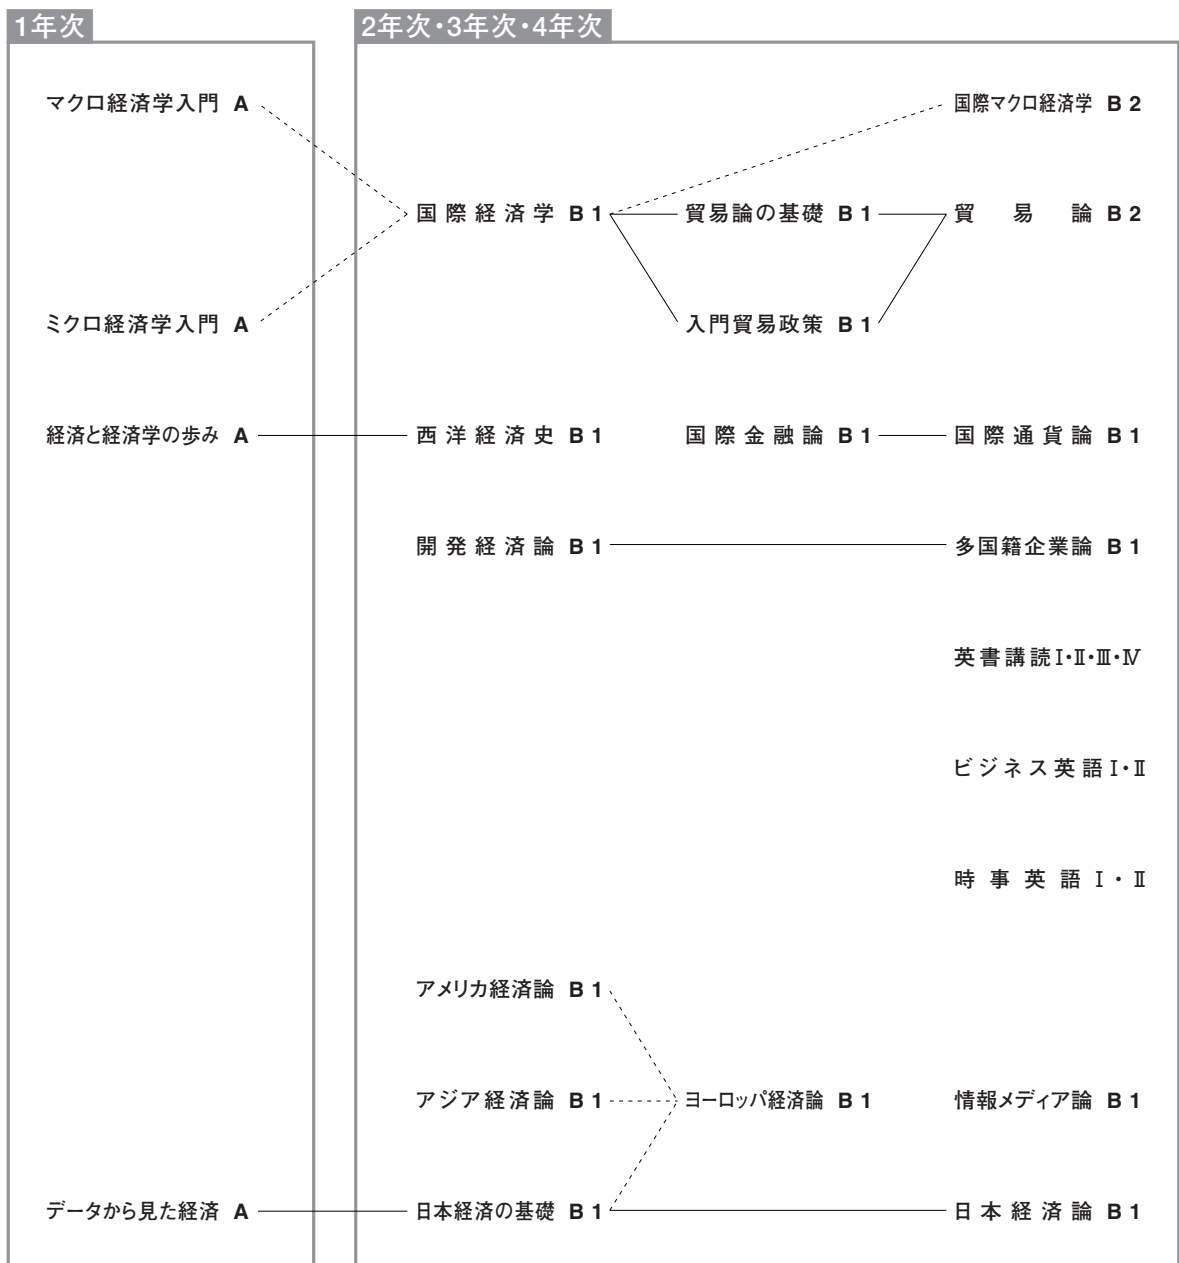 1年次
2年次・3年次・4年次
マクロ経済学入門 A
国際マクロ経済学 B 2
国際経済学 B 1
貿易論の基礎 B 1
貿易論 B 2
ミクロ経済学入門 A
入門貿易政策 B 1
経済と経済学の歩み A
西洋経済史 B 1
国際金融論 B 1
国際通貨論 B 1
開発経済論 B 1
多国籍企業論 B 1
英書講読Ⅰ・Ⅱ・Ⅲ・Ⅳ
ビジネス英語Ⅰ・Ⅱ
時事英語Ⅰ・Ⅱ
アメリカ経済論 B 1
アジア経済論 B 1
ヨーロッパ経済論 B 1
情報メディア論 B 1
データから見た経済 A
日本経済の基礎 B 1
日本経済論 B 1